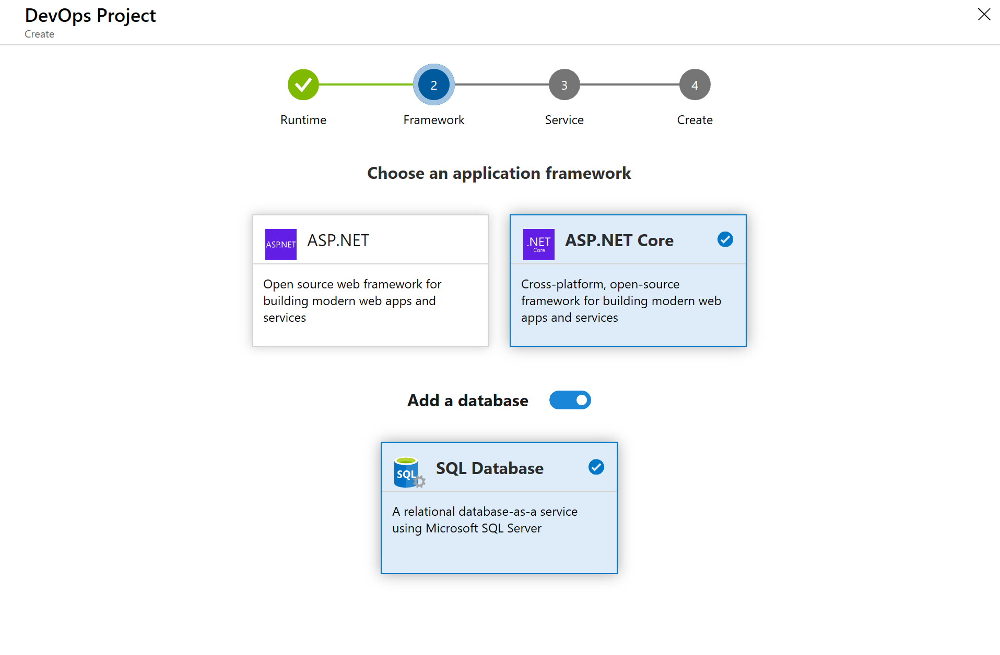 DevOps Project
Create
2
3
4
Runtime
Framework
Service
Create
Choose an application framework
ASP.NET
ASP.NET
Open source web framework for
building modern web apps and
services
.NET
Core
ASP.NET Core
Cross-platform, open-source
framework for building modern web
apps and services
Add a database
SQL
SQL Database
A relational database-as-a service
using Microsoft SQL Server